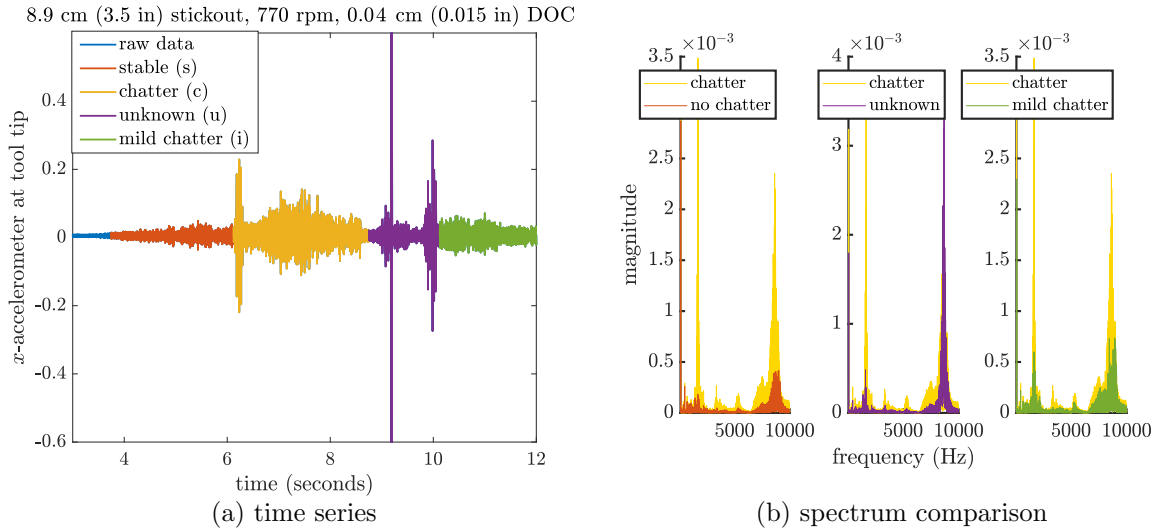 8.9 cm (3.5 in) stickout, 770 rpm, 0.04 cm (0.015 in) DOC
raw data
stable (s)
chatter (c)
unknown (u)
mild chatter (i)
x-accelerometer at tool tip
0.4
0.2
0
-0.2
-0.4
-0.6
4 6 8 10 12
time (seconds)
(a) time series
×10⁻³ ×10⁻³ ×10⁻³
3.5 4 3.5
chatter
no chatter
chatter
unknown
chatter
mild chatter
magnitude
2.5
2
1.5
1
0.5
0
3
2
1
0
2.5
2
1.5
1
0.5
0
5000 10000 5000 10000 5000 10000
frequency (Hz)
(b) spectrum comparison